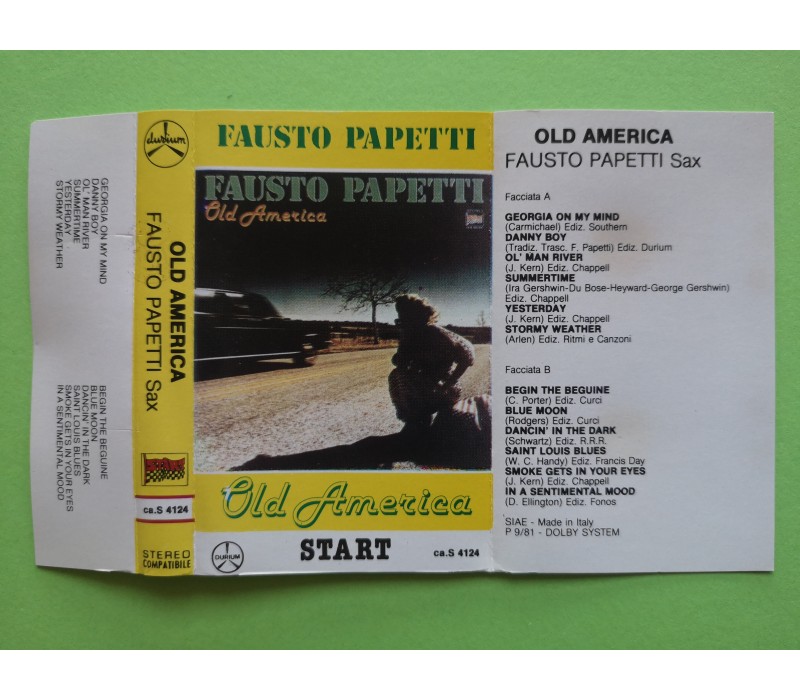 GEORGIA ON MY MIND
DANNY BOY
OL' MAN RIVER
SUMMERTIME
YESTERDAY
STORMY WEATHER
BEGIN THE BEGUINE
BLUE MOON
DANCIN' IN THE DARK
SAINT LOUIS BLUES
SMOKE GETS IN YOUR EYES
IN A SENTIMENTAL MOOD
durium
OLD AMERICA
FAUSTO PAPETTI Sax
ca.S 4124
STEREO
COMPATIBILE
FAUSTO PAPETTI
FAUSTO PAPETTI
Old America
Old America
DURIUM
START
ca.S 4124
OLD AMERICA
FAUSTO PAPETTI Sax
Facciata A
GEORGIA ON MY MIND
(Carmichael) Ediz. Southern
DANNY BOY
(Tradiz. Trasc. F. Papetti) Ediz. Durium
OL' MAN RIVER
(J. Kern) Ediz. Chappell
SUMMERTIME
(Ira Gershwin-Du Bose-Heyward-George Gershwin)
Ediz. Chappell
YESTERDAY
(J. Kern) Ediz. Chappell
STORMY WEATHER
(Arlen) Ediz. Ritmi e Canzoni
Facciata B
BEGIN THE BEGUINE
(C. Porter) Ediz. Curci
BLUE MOON
(Rodgers) Ediz. Curci
DANCIN' IN THE DARK
(Schwartz) Ediz. R.R.R.
SAINT LOUIS BLUES
(W. C. Handy) Ediz. Francis Day
SMOKE GETS IN YOUR EYES
(J. Kern) Ediz. Chappell
IN A SENTIMENTAL MOOD
(D. Ellington) Ediz. Fonos
SIAE - Made in Italy
P 9/81 - DOLBY SYSTEM